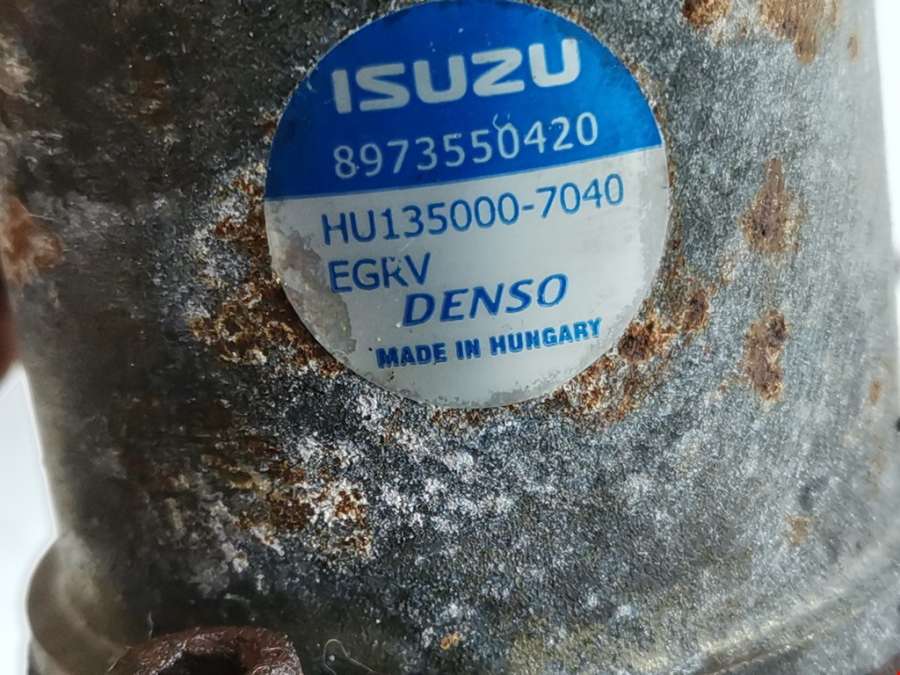 ISUZU
8973550420
HU135000-7040
EGRV
DENSO
MADE IN HUNGARY